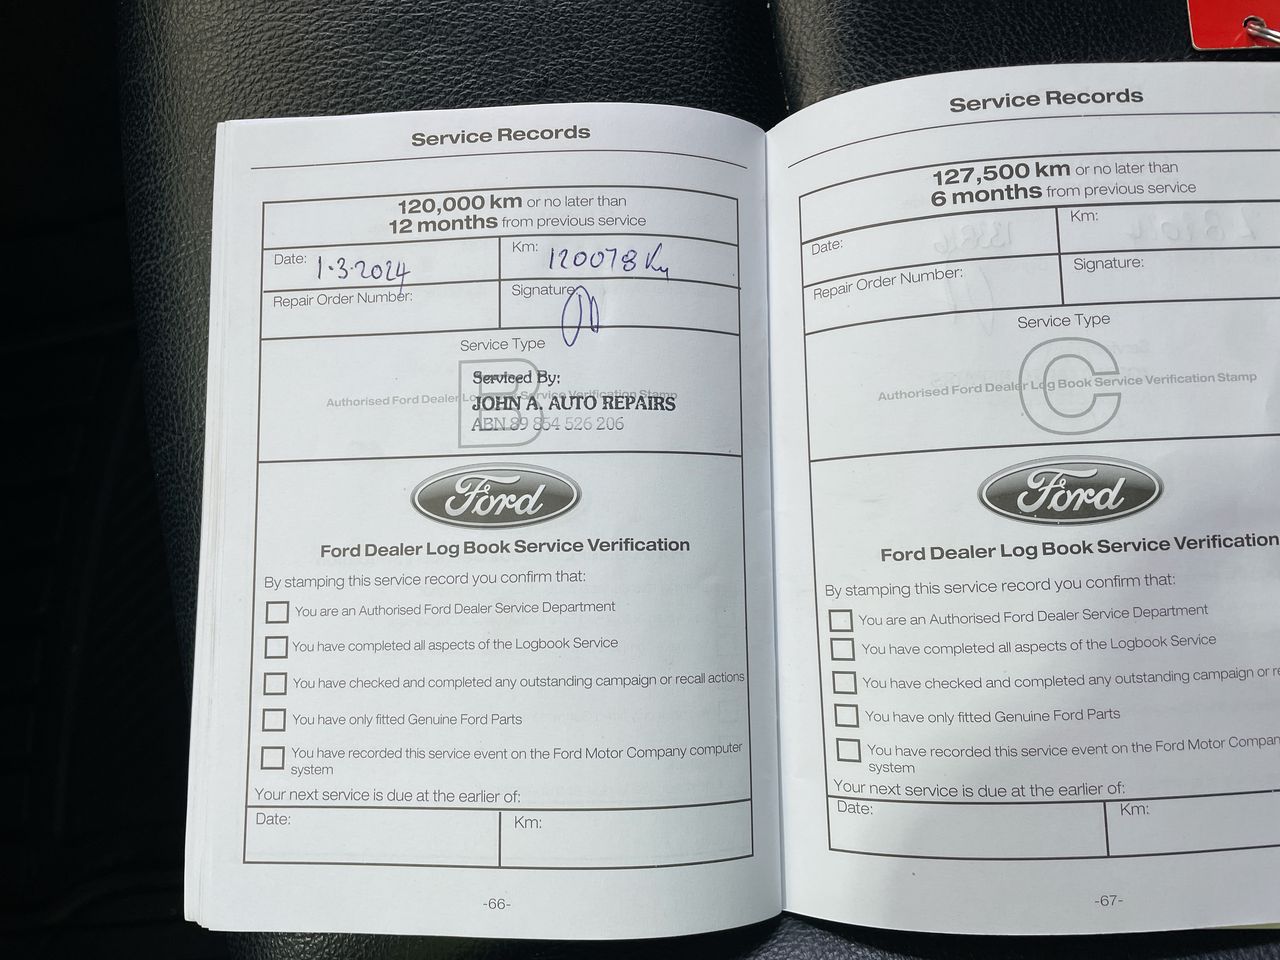 Service Records
120,000 km or no later than
12 months from previous service
Date: 1.3.2024
Km: 120078 Km
Repair Order Number:
Signature:
Service Type
B
Authorised Ford Dealer Log Book Service Verification Stamp
Serviced By:
JOHN A. AUTO REPAIRS
ABN 89 854 526 206
Ford
Ford Dealer Log Book Service Verification
By stamping this service record you confirm that:
You are an Authorised Ford Dealer Service Department
You have completed all aspects of the Logbook Service
You have checked and completed any outstanding campaign or recall actions
You have only fitted Genuine Ford Parts
You have recorded this service event on the Ford Motor Company computer
system
Your next service is due at the earlier of:
Date:
Km:
-66-
Service Records
127,500 km or no later than
6 months from previous service
Date:
Km:
Repair Order Number:
Signature:
Service Type
C
Authorised Ford Dealer Log Book Service Verification Stamp
Ford
Ford Dealer Log Book Service Verification
By stamping this service record you confirm that:
You are an Authorised Ford Dealer Service Department
You have completed all aspects of the Logbook Service
You have checked and completed any outstanding campaign or re
You have only fitted Genuine Ford Parts
You have recorded this service event on the Ford Motor Compan
system
Your next service is due at the earlier of:
Date:
Km:
-67-